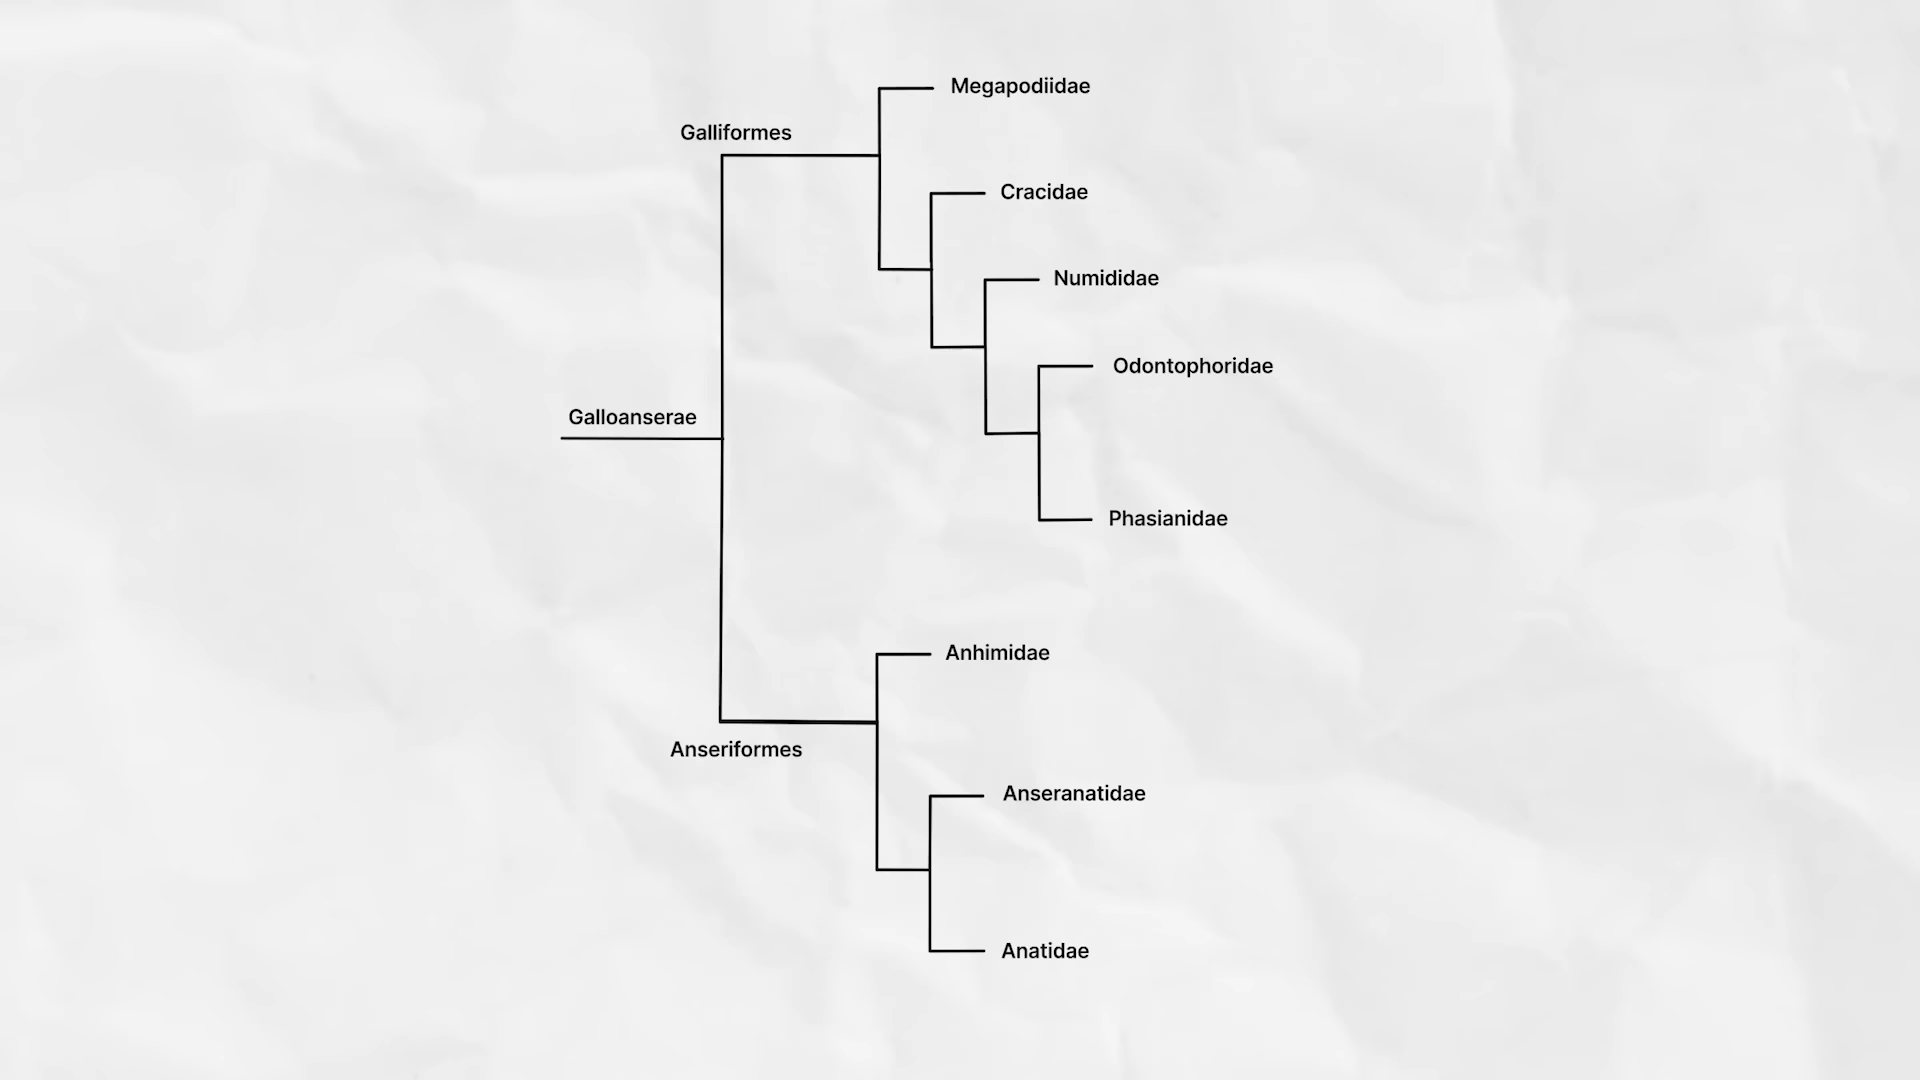 Megapodiidae
Galliformes
Cracidae
Numididae
Odontophoridae
Galloanserae
Phasianidae
Anhimidae
Anseriformes
Anseranatidae
Anatidae